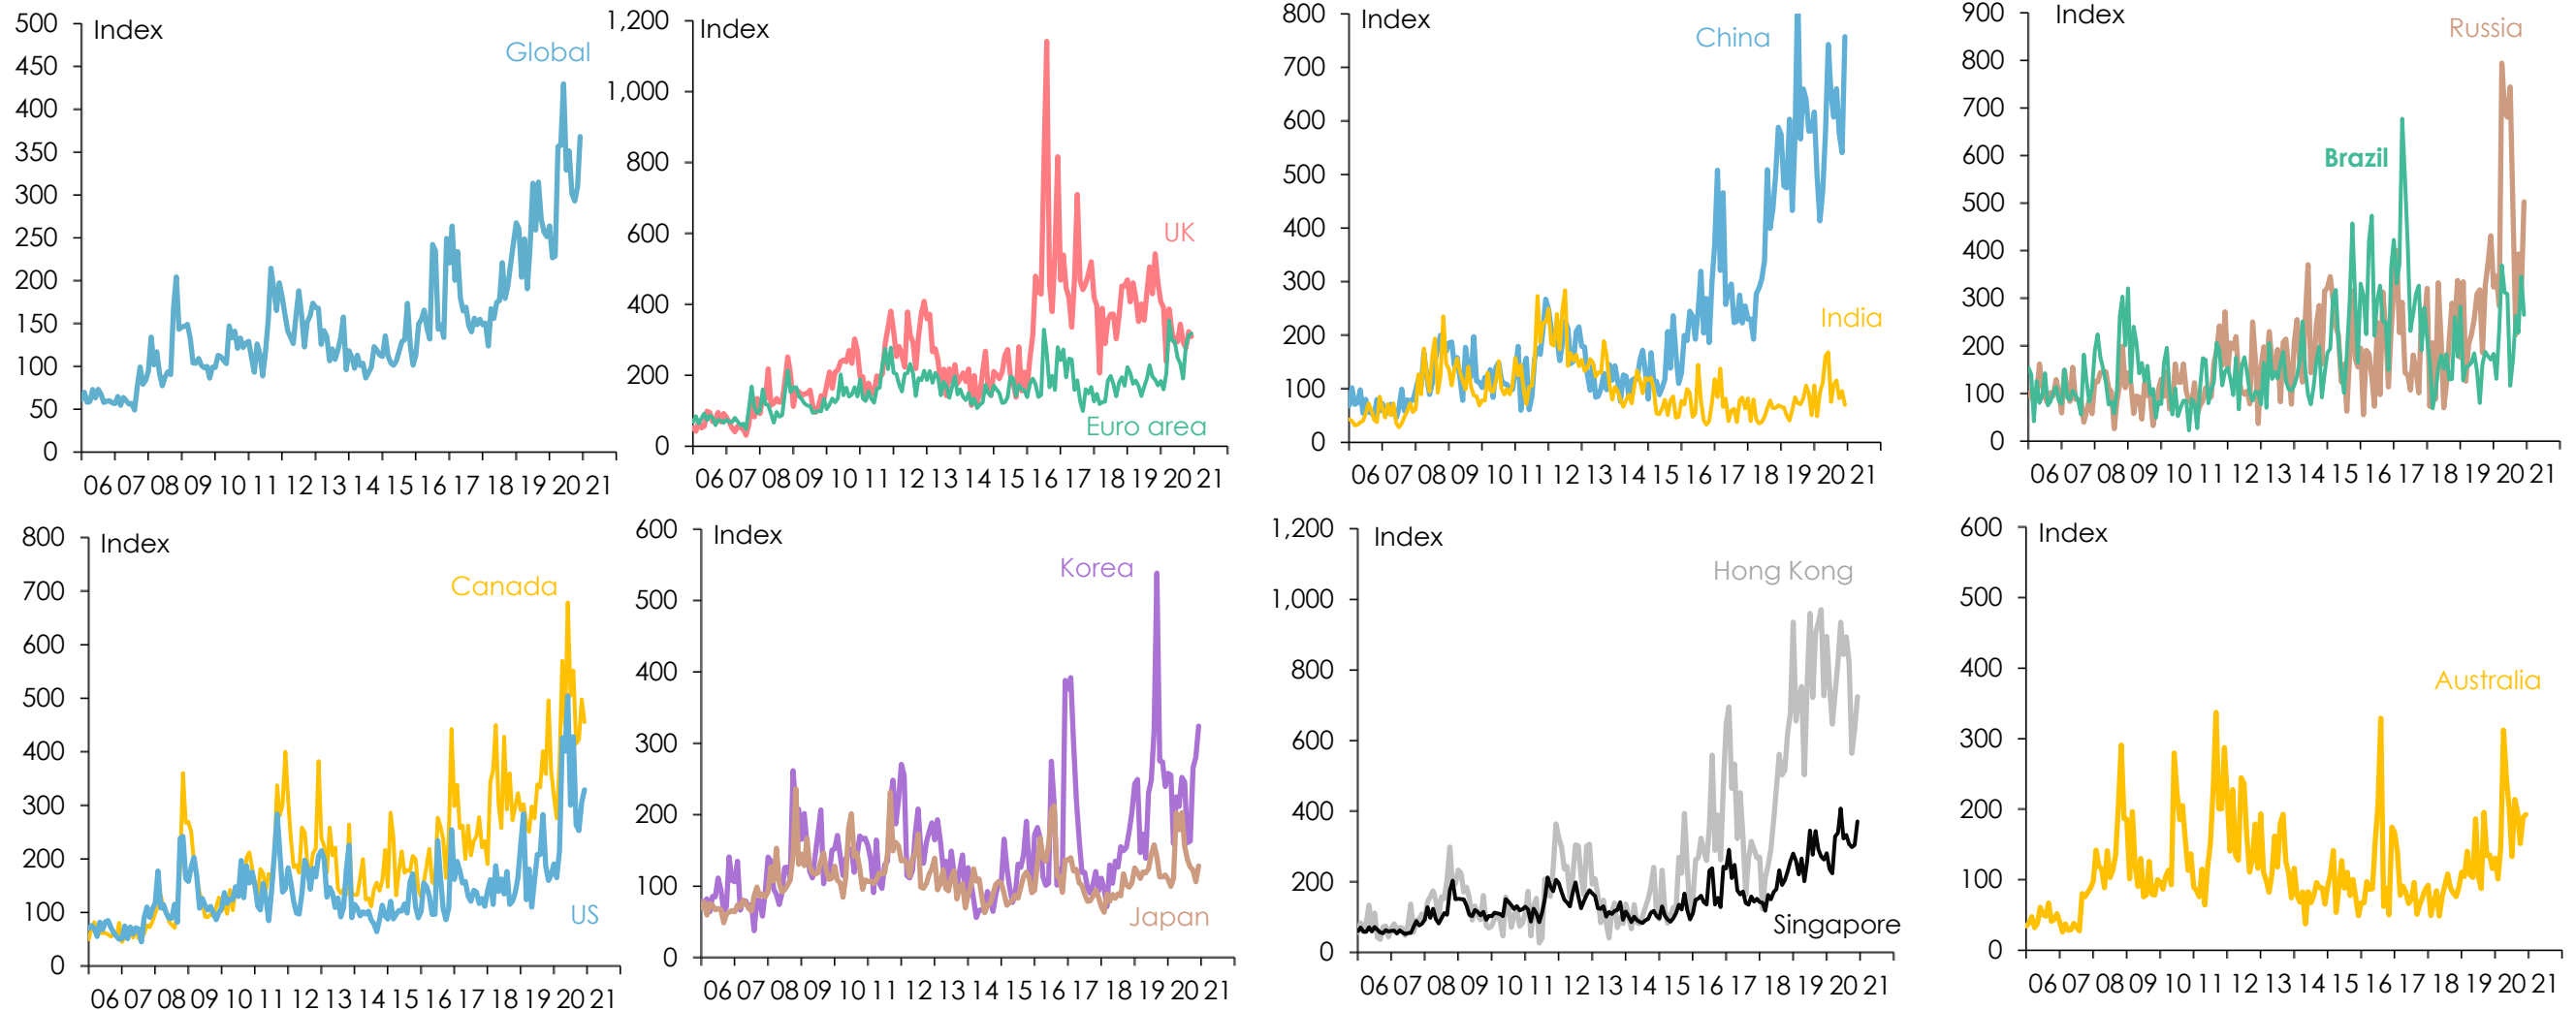 Index
Global
500
450
400
350
300
250
200
150
100
50
0
06 07 08 09 10 11 12 13 14 15 16 17 18 19 20 21
Index
UK
Euro area
1,200
1,000
800
600
400
200
0
06 07 08 09 10 11 12 13 14 15 16 17 18 19 20 21
Index
China
India
800
700
600
500
400
300
200
100
0
06 07 08 09 10 11 12 13 14 15 16 17 18 19 20 21
Index
Russia
Brazil
900
800
700
600
500
400
300
200
100
0
06 07 08 09 10 11 12 13 14 15 16 17 19 20 21
Index
Canada
US
800
700
600
500
400
300
200
100
0
06 07 08 09 10 11 12 13 14 15 16 17 18 19 20 21
Index
Korea
Japan
600
500
400
300
200
100
0
06 07 08 09 10 11 12 13 14 15 16 17 18 19 20 21
Index
Hong Kong
Singapore
1,200
1,000
800
600
400
200
0
06 07 08 09 10 11 12 13 14 15 16 17 18 19 20 21
Index
Australia
600
500
400
300
200
100
0
06 07 08 09 10 11 12 13 14 15 16 17 18 19 20 21